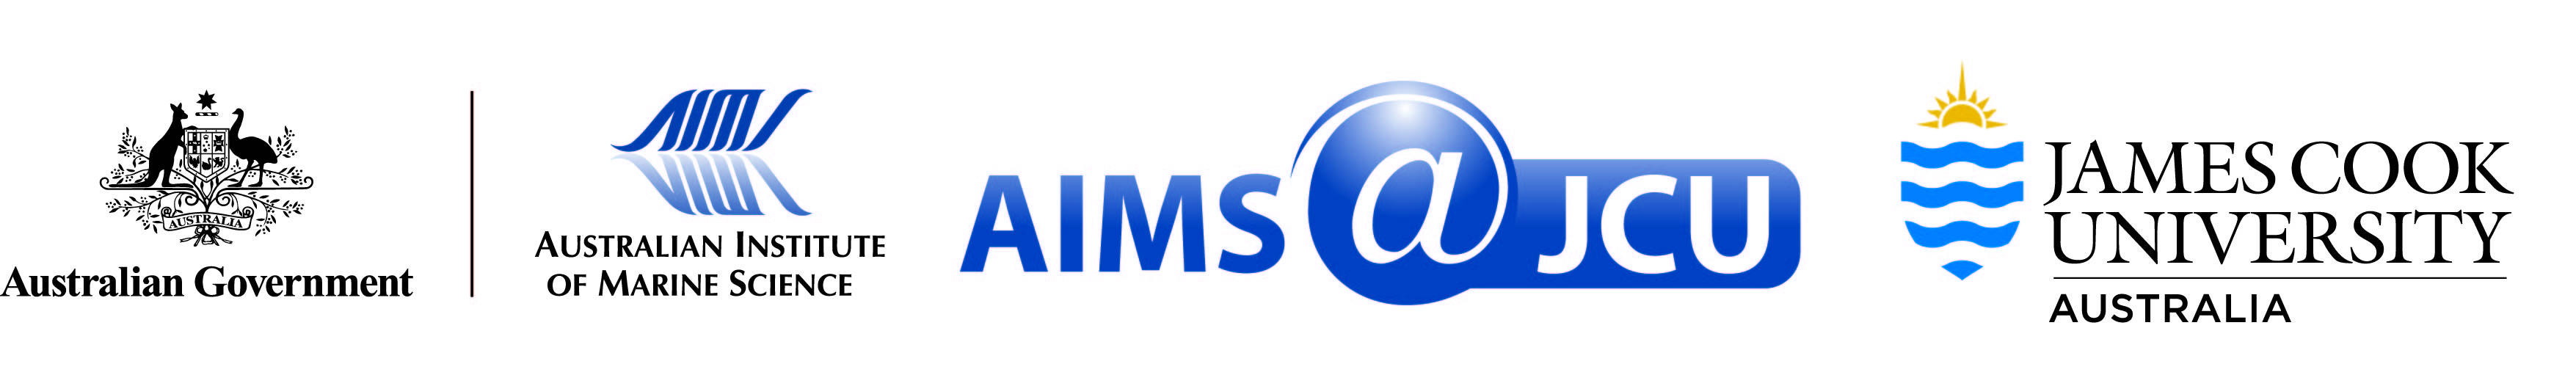 AUSTRALIA
Australian Government
AIMS
AUSTRALIAN INSTITUTE
OF MARINE SCIENCE
AIMS@JCU
JAMES COOK
UNIVERSITY
AUSTRALIA